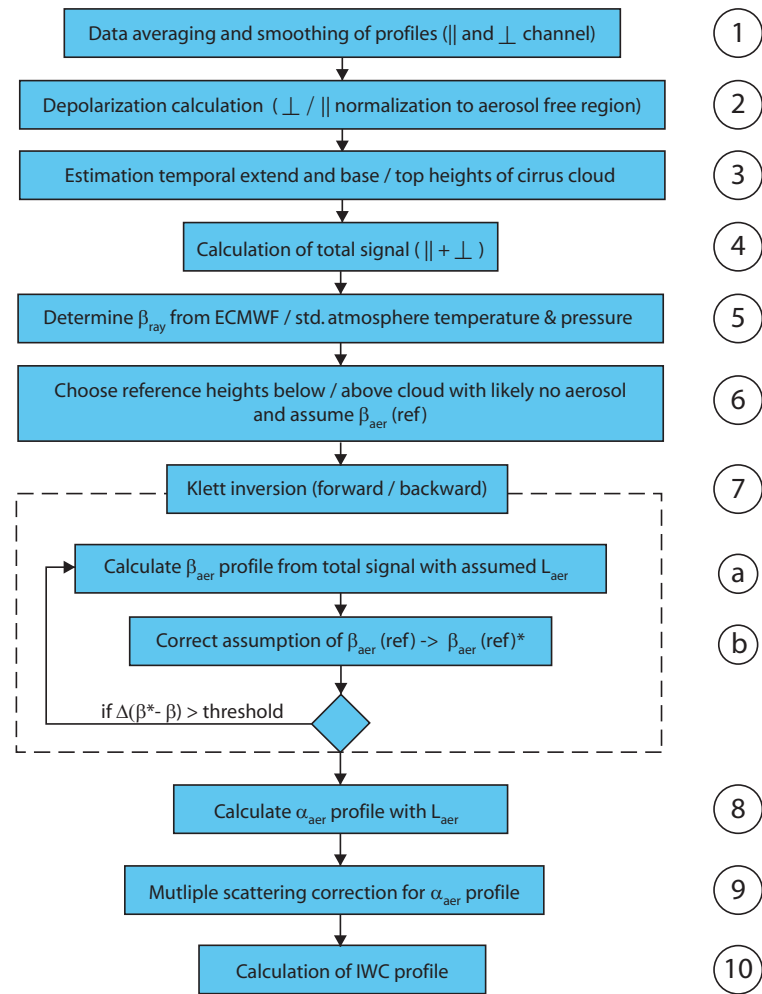 Data averaging and smoothing of profiles (|| and ⊥ channel)
1
Depolarization calculation ( ⊥ / || normalization to aerosol free region)
2
Estimation temporal extend and base / top heights of cirrus cloud
3
Calculation of total signal ( || + ⊥ )
4
Determine βray from ECMWF / std. atmosphere temperature & pressure
5
Choose reference heights below / above cloud with likely no aerosol
and assume βaer (ref)
6
Klett inversion (forward / backward)
7
Calculate βaer profile from total signal with assumed Laer
a
Correct assumption of βaer (ref) -> βaer (ref)*
b
if Δ(β*- β) > threshold
Calculate αaer profile with Laer
8
Mutliple scattering correction for αaer profile
9
Calculation of IWC profile
10